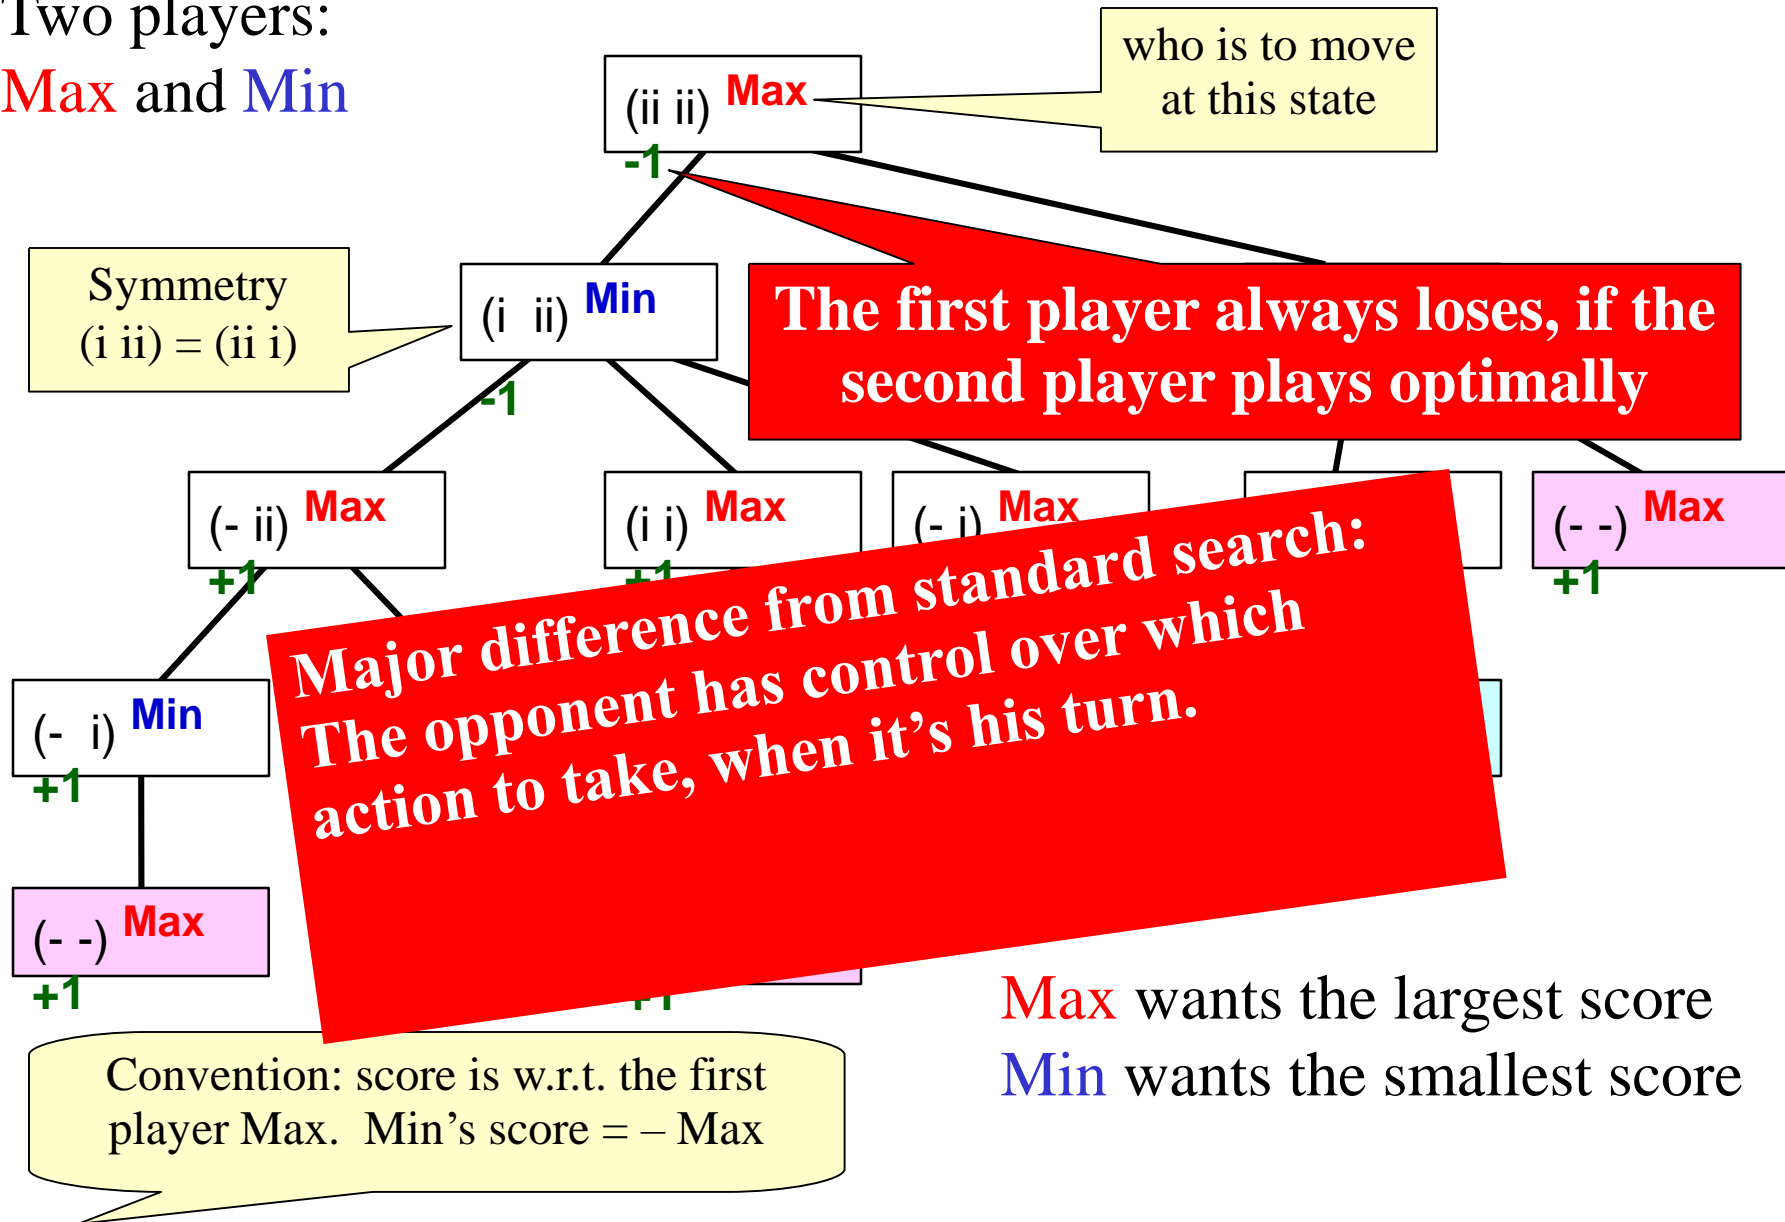 Two players:
Max and Min
(ii ii) Max
-1
who is to move
at this state
Symmetry
(i ii) = (ii i)
(i ii) Min
-1
The first player always loses, if the
second player plays optimally
(- ii) Max
+1
(i i) Max
+1
(- i) Max
(- -) Max
+1
Major difference from standard search:
The opponent has control over which
action to take, when it’s his turn.
(- i) Min
+1
(- -) Max
+1
+1
Max wants the largest score
Min wants the smallest score
Convention: score is w.r.t. the first
player Max. Min’s score = – Max